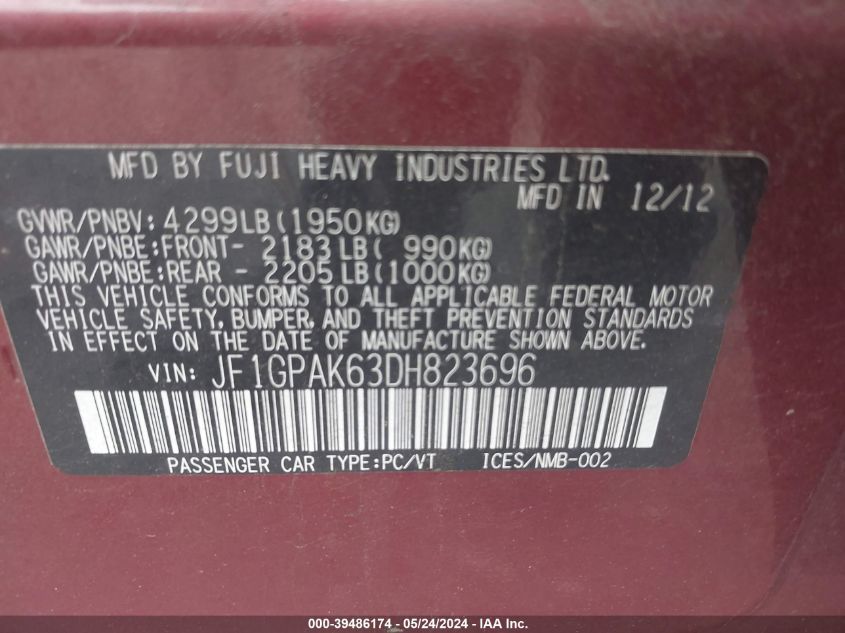 MFD BY FUJI HEAVY INDUSTRIES LTD.
MFD IN 12/12
GVWR/PNBV: 4299LB(1950KG)
GAWR/PNBE:FRONT- 2183LB( 990KG)
GAWR/PNBE:REAR - 2205LB(1000KG)
THIS VEHICLE CONFORMS TO ALL APPLICABLE FEDERAL MOTOR
VEHICLE SAFETY, BUMPER, AND THEFT PREVENTION STANDARDS
IN EFFECT ON THE DATE OF MANUFACTURE SHOWN ABOVE.
VIN: JF1GPAK63DH823696
PASSENGER CAR TYPE:PC/VT ICES/NMB-002
000-39486174 - 05/24/2024 - IAA Inc.